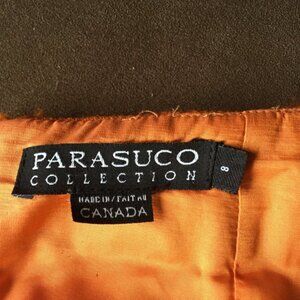 PARASUCO
COLLECTION
8
MADE IN / FAIT AU
CANADA